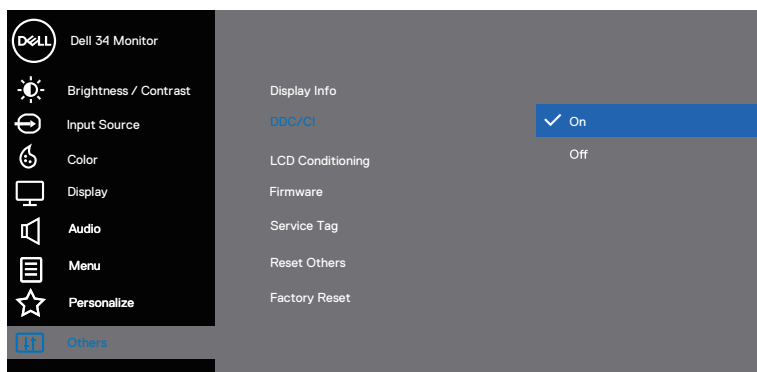 DELL
Dell 34 Monitor
Brightness / Contrast
Input Source
Color
Display
Audio
Menu
Personalize
Others
Display Info
DDC/CI
LCD Conditioning
Firmware
Service Tag
Reset Others
Factory Reset
On
Off